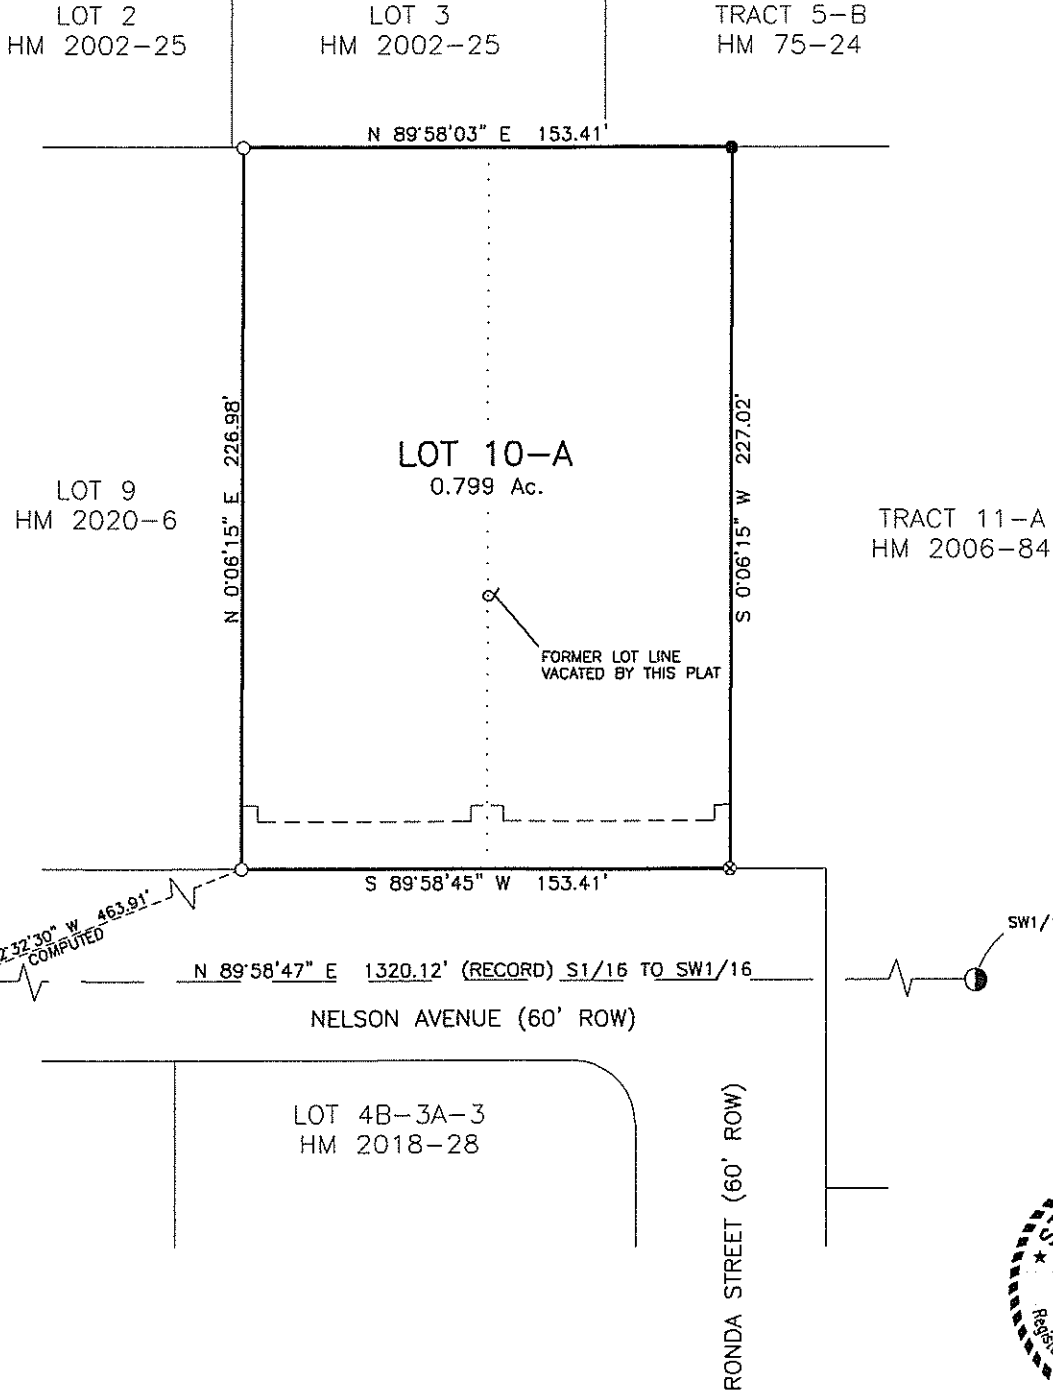 LOT 2
HM 2002-25
LOT 3
HM 2002-25
TRACT 5-B
HM 75-24
N 89°58'03" E 153.41'
N 0°06'15" E 226.98'
S 0°06'15" W 227.02'
LOT 10-A
0.799 Ac.
LOT 9
HM 2020-6
TRACT 11-A
HM 2006-84
FORMER LOT LINE
VACATED BY THIS PLAT
S 89°58'45" W 153.41'
2°32'30" W 463.91'
COMPUTED
SW1/
N 89°58'47" E 1320.12' (RECORD) S1/16 TO SW1/16
NELSON AVENUE (60' ROW)
LOT 4B-3A-3
HM 2018-28
RONDA STREET (60' ROW)